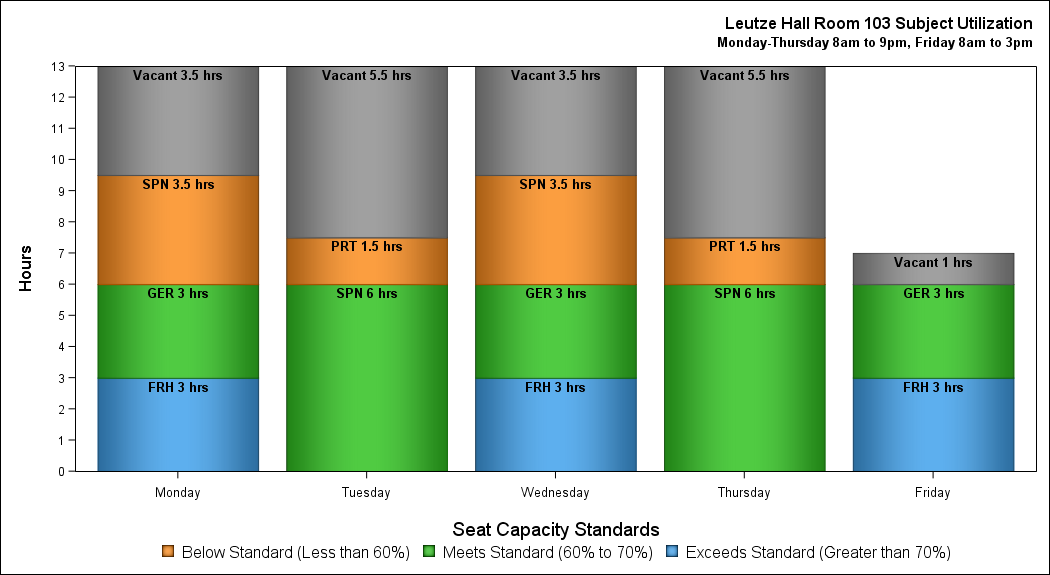 Leutze Hall Room 103 Subject Utilization
Monday-Thursday 8am to 9pm, Friday 8am to 3pm
Hours
13
12
11
10
9
8
7
6
5
4
3
2
1
0
Vacant 3.5 hrs
SPN 3.5 hrs
GER 3 hrs
FRH 3 hrs
Vacant 5.5 hrs
PRT 1.5 hrs
SPN 6 hrs
Vacant 3.5 hrs
SPN 3.5 hrs
GER 3 hrs
FRH 3 hrs
Vacant 5.5 hrs
PRT 1.5 hrs
SPN 6 hrs
Vacant 1 hrs
GER 3 hrs
FRH 3 hrs
Monday Tuesday Wednesday Thursday Friday
Seat Capacity Standards
Below Standard (Less than 60%) Meets Standard (60% to 70%) Exceeds Standard (Greater than 70%)